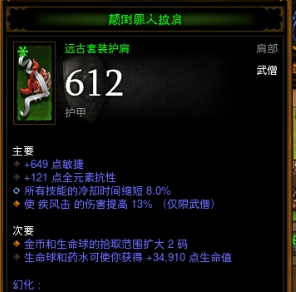 颠倒罪人披肩
远古套装护肩 肩部
612 武僧
护甲
主要
+649 点敏捷
+121 点全元素抗性
所有技能的冷却时间缩短 8.0%
使 疾风击 的伤害提高 13% （仅限武僧）
次要
金币和生命球的拾取范围扩大 2 码
生命球和药水可使你获得 +34,910 点生命值
幻化：